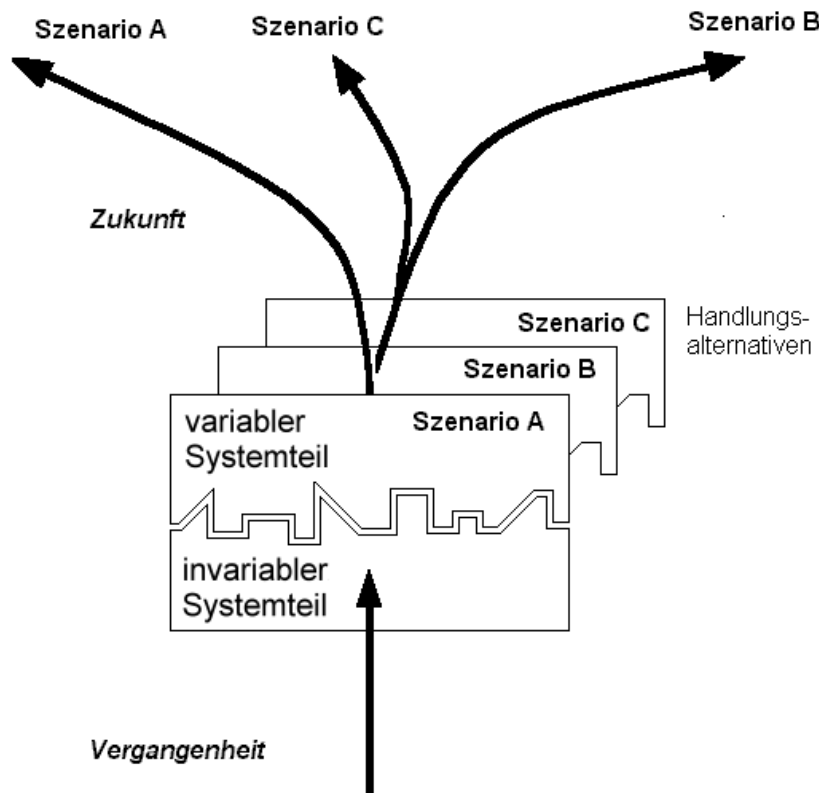 Szenario A
Szenario C
Szenario B
Zukunft
Szenario C
Handlungs-
alternativen
Szenario B
Szenario A
variabler
Systemteil
invariabler
Systemteil
Vergangenheit